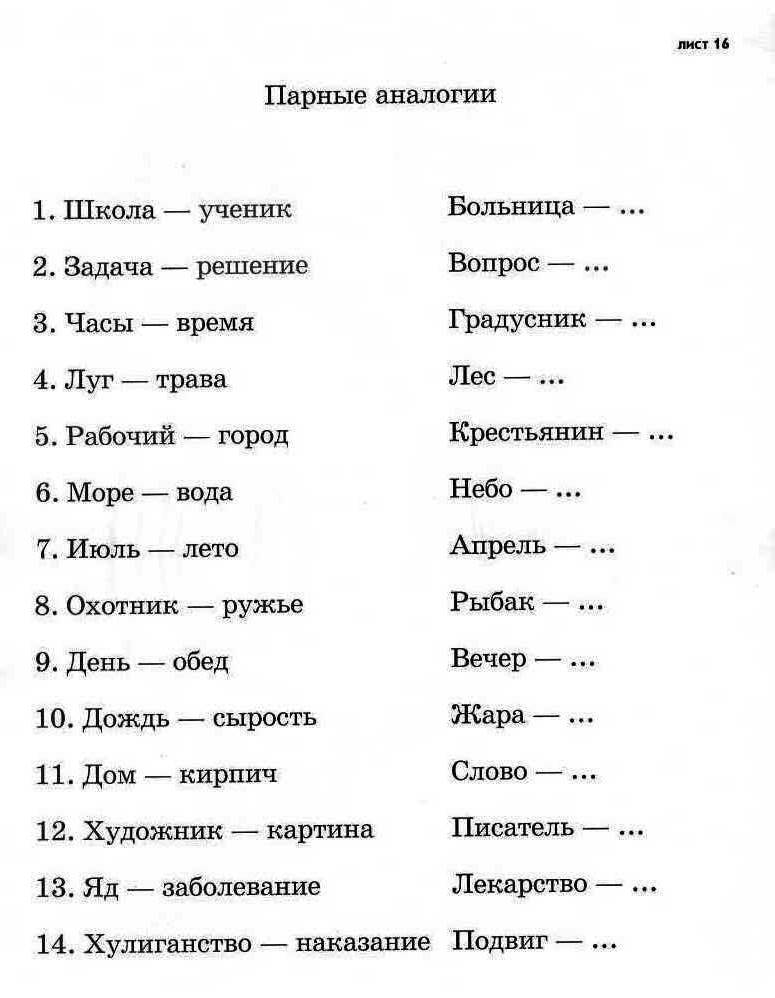 лист 16
Парные аналогии
1. Школа — ученик Больница — ...
2. Задача — решение Вопрос — ...
3. Часы — время Градусник — ...
4. Луг — трава Лес — ...
5. Рабочий — город Крестьянин — ...
6. Море — вода Небо — ...
7. Июль — лето Апрель — ...
8. Охотник — ружье Рыбак — ...
9. День — обед Вечер — ...
10. Дождь — сырость Жара — ...
11. Дом — кирпич Слово — ...
12. Художник — картина Писатель — ...
13. Яд — заболевание Лекарство — ...
14. Хулиганство — наказание Подвиг — ...